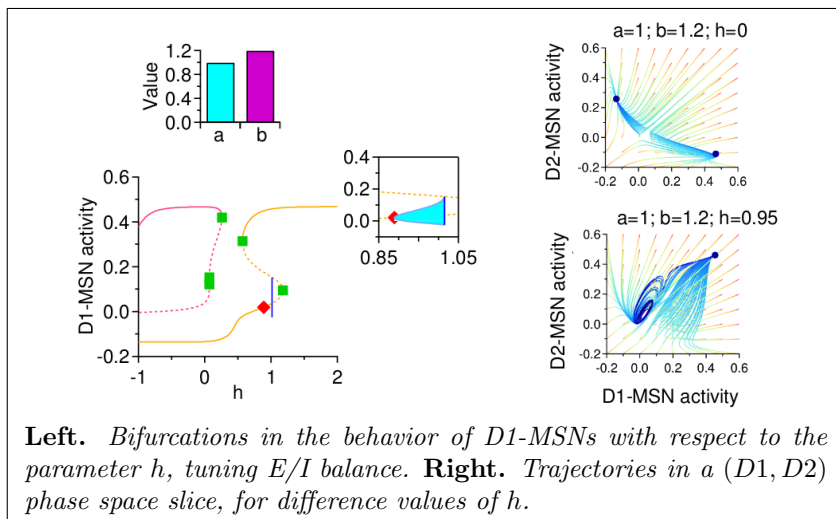 1.2
0.8
0.4
0.0
Value
a b
0.4
0.2
0.0
0.85 1.05
0.6
0.4
0.2
0.0
-0.2
D1-MSN activity
-1 0 1 2
h
a=1; b=1.2; h=0
0.6
0.4
0.2
0.0
-0.2
D2-MSN activity
-0.2 0.0 0.2 0.4 0.6
a=1; b=1.2; h=0.95
0.6
0.4
0.2
0.0
-0.2
D2-MSN activity
-0.2 0.0 0.2 0.4 0.6
D1-MSN activity
Left. Bifurcations in the behavior of D1-MSNs with respect to the
parameter h, tuning E/I balance. Right. Trajectories in a (D1, D2)
phase space slice, for difference values of h.